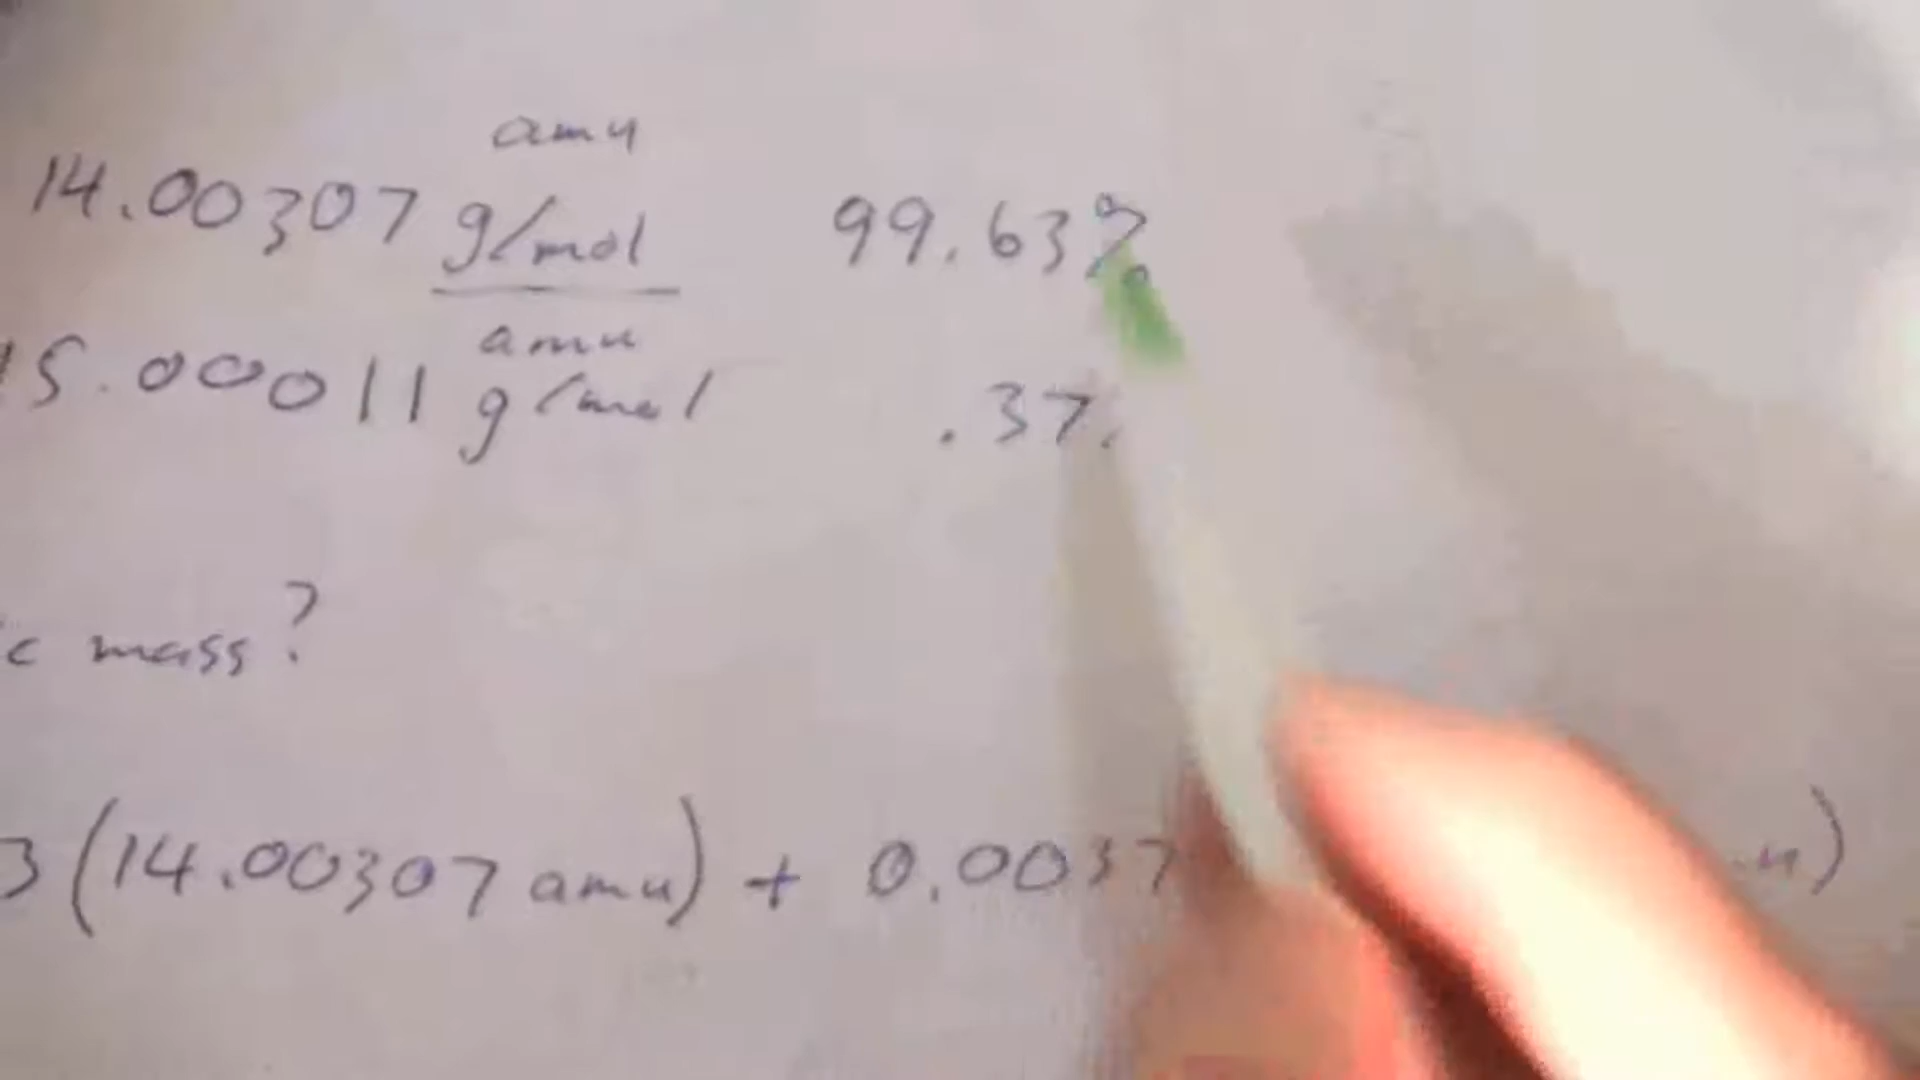 amu
14.00307 g/mol 99.63%
amu
15.00011 g/mol .37
c mass?
3 (14.00307 amu) + 0.0037 u)